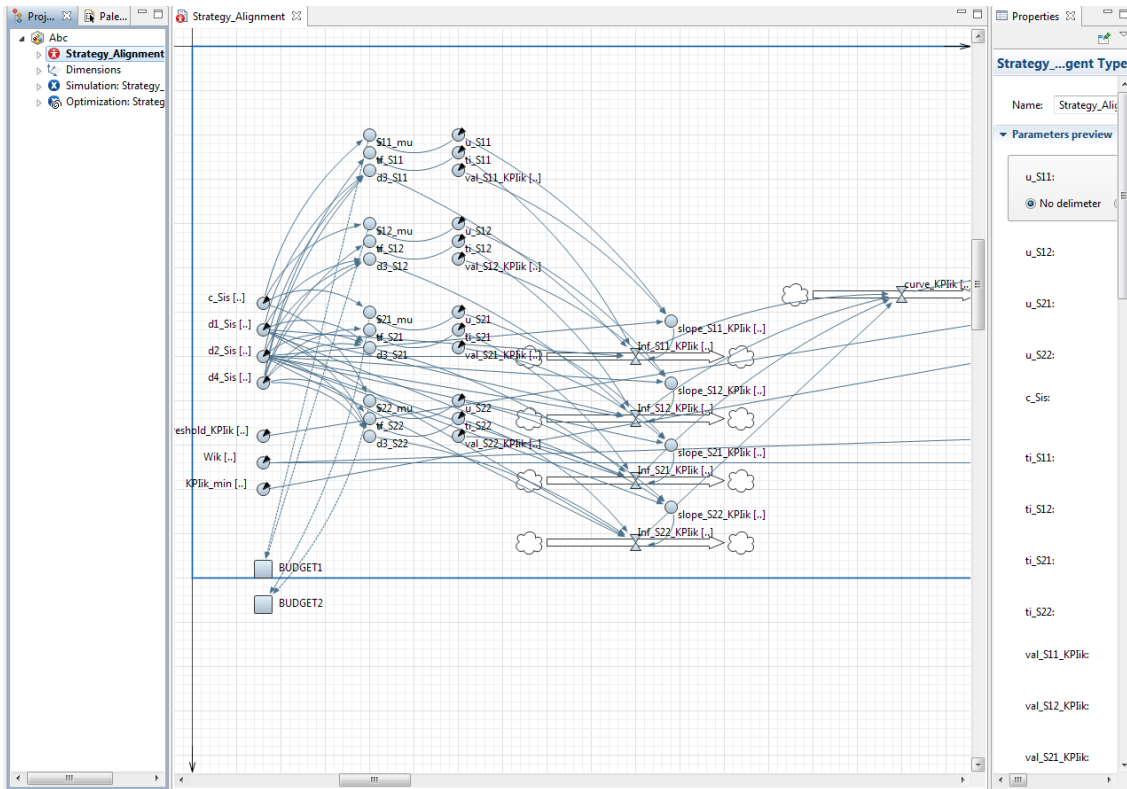 Proj...
Pale...
Abc
Strategy_Alignment
Dimensions
Simulation: Strategy_
Optimization: Strateg
Strategy_Alignment
S11_mu
u_S11
tf_S11
ti_S11
d3_S11
val_S11_KPIik [..]
S12_mu
u_S12
tf_S12
ti_S12
d3_S12
val_S12_KPIik [..]
c_Sis [..]
curve_KPIik [..]
S21_mu
u_S21
d1_Sis [..]
slope_S11_KPIik [..]
tf_S21
ti_S21
Inf_S11_KPIik [..]
d2_Sis [..]
d3_S21
val_S21_KPIik [..]
d4_Sis [..]
slope_S12_KPIik [..]
S22_mu
u_S22
Inf_S12_KPIik [..]
tf_S22
ti_S22
reshold_KPIik [..]
d3_S22
val_S22_KPIik [..]
slope_S21_KPIik [..]
Wik [..]
Inf_S21_KPIik [..]
KPIik_min [..]
slope_S22_KPIik [..]
Inf_S22_KPIik [..]
BUDGET1
BUDGET2
Properties
Strategy_...gent Type
Name: Strategy_Alig
Parameters preview
u_S11:
No delimeter
u_S12:
u_S21:
u_S22:
c_Sis:
ti_S11:
ti_S12:
ti_S21:
ti_S22:
val_S11_KPIik:
val_S12_KPIik:
val_S21_KPIik: